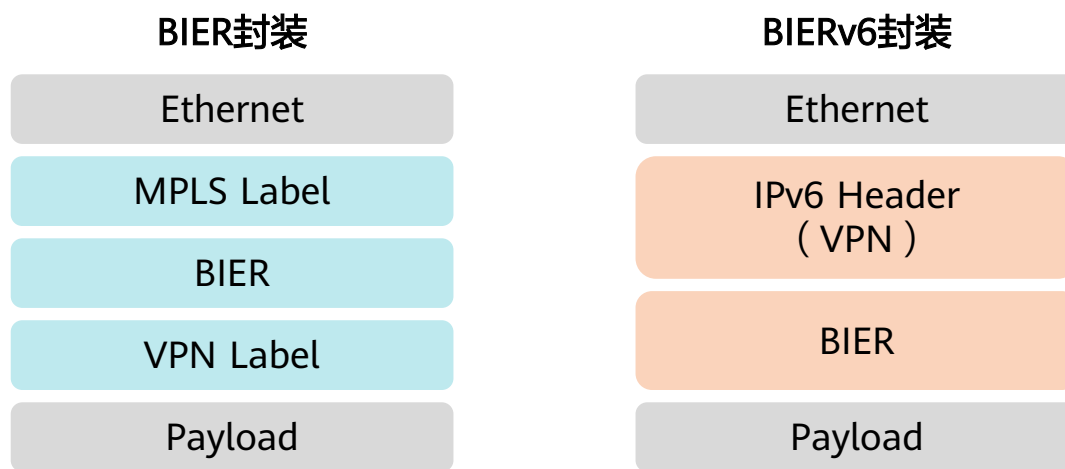 BIER封装
Ethernet
MPLS Label
BIER
VPN Label
Payload
BIERv6封装
Ethernet
IPv6 Header
（VPN）
BIER
Payload